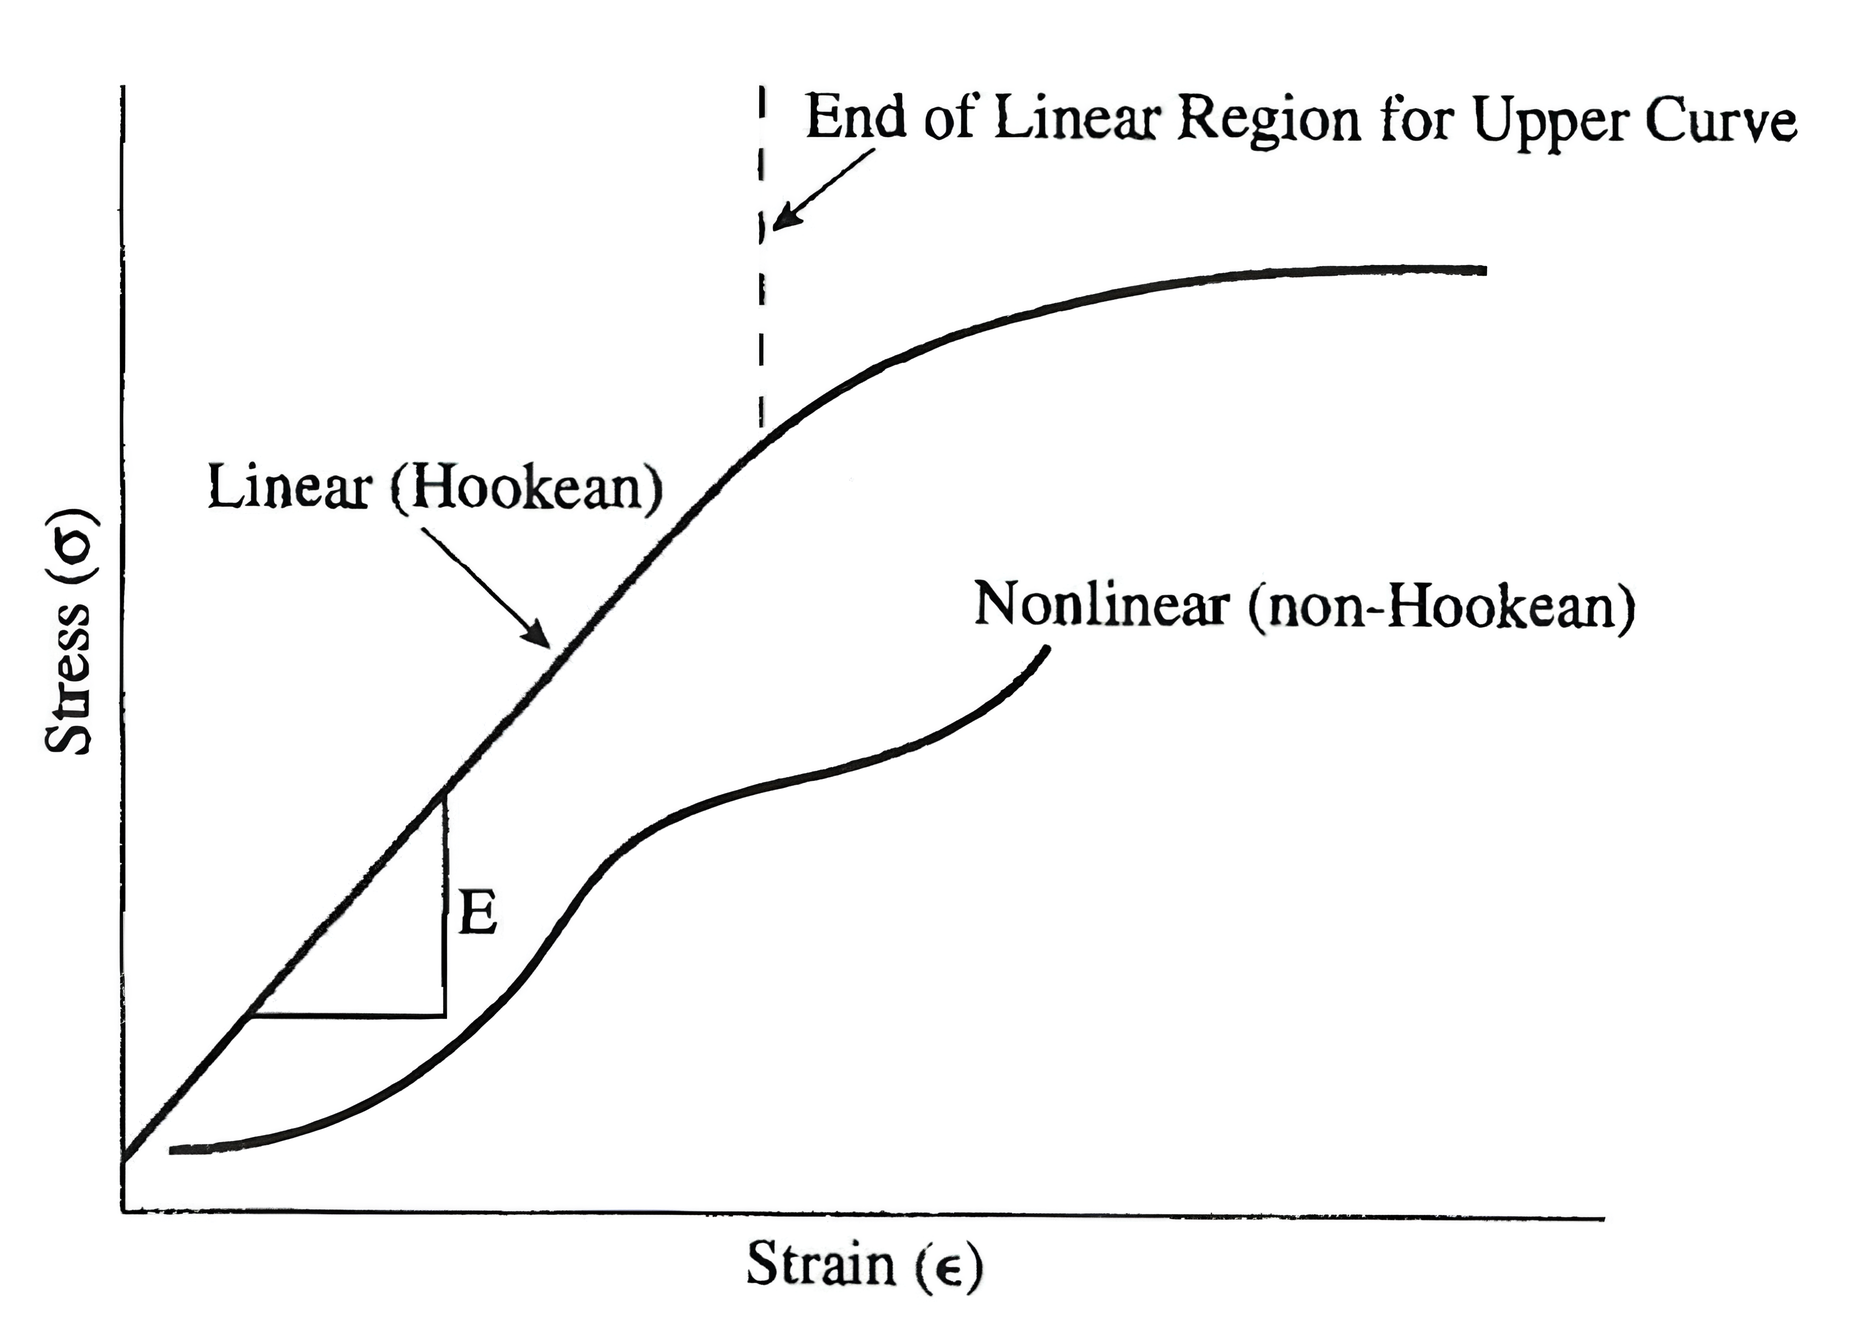 End of Linear Region for Upper Curve
Linear (Hookean)
Nonlinear (non-Hookean)
E
Stress (σ)
Strain (ϵ)